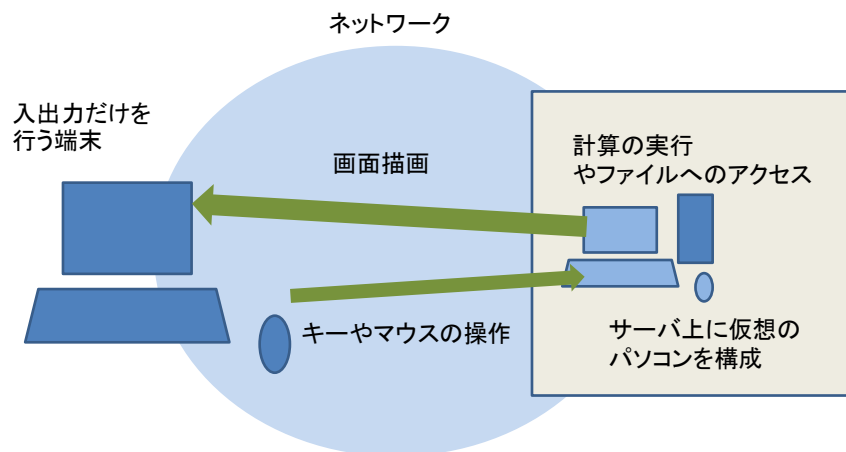 ネットワーク
入出力だけを
行う端末
画面描画
計算の実行
やファイルへのアクセス
キーやマウスの操作
サーバ上に仮想の
パソコンを構成